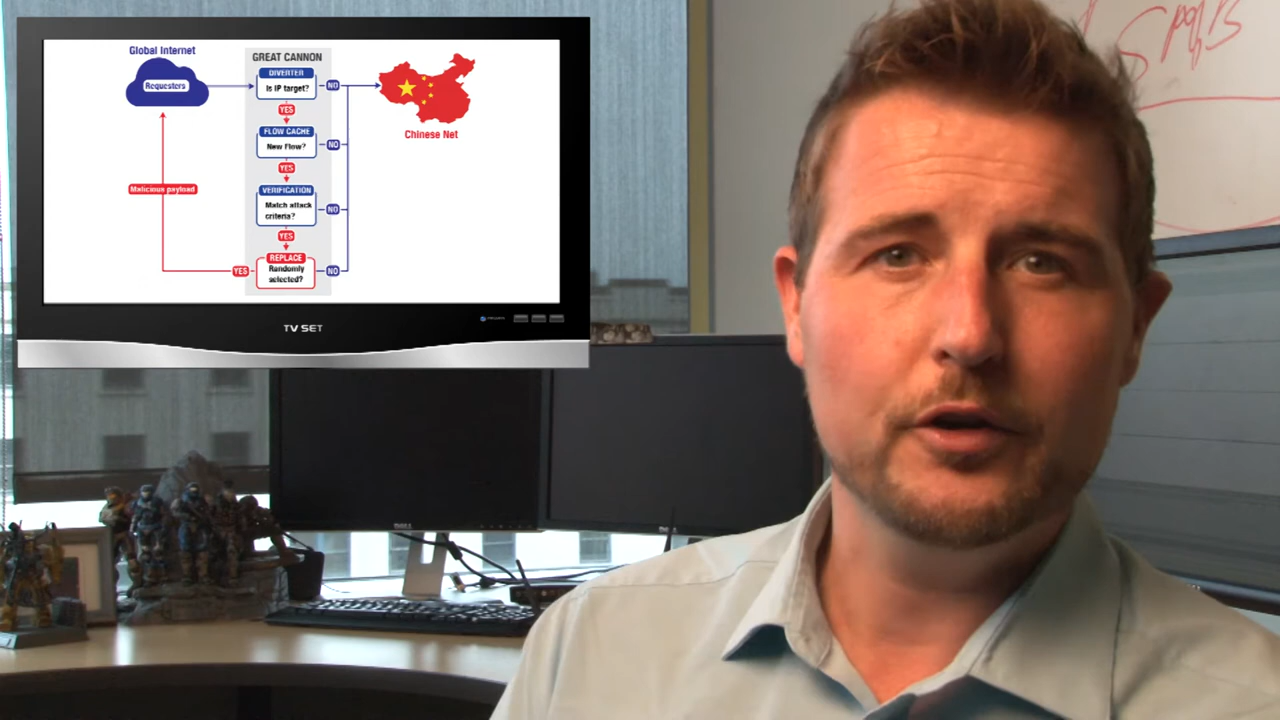 Global Internet
Requesters
GREAT CANNON
DIVERTER
Is IP target?
NO
YES
Chinese Net
FLOW CACHE
New Flow?
NO
YES
Malicious payload
VERIFICATION
Match attack
criteria?
NO
YES
REPLACE
Randomly
selected?
YES
NO
TV SET
DELL